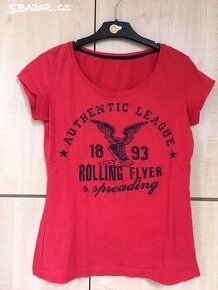 SBAZAR.CZ
AUTHENTIC LEAGUE
18 93
ROLLING FLYER
& spreading